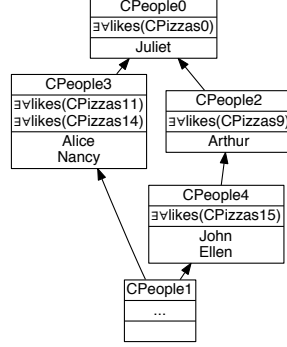 CPeople0
∃∀likes(CPizzas0)
Juliet
CPeople3
∃∀likes(CPizzas11)
∃∀likes(CPizzas14)
Alice
Nancy
CPeople2
∃∀likes(CPizzas9)
Arthur
CPeople4
∃∀likes(CPizzas15)
John
Ellen
CPeople1
...